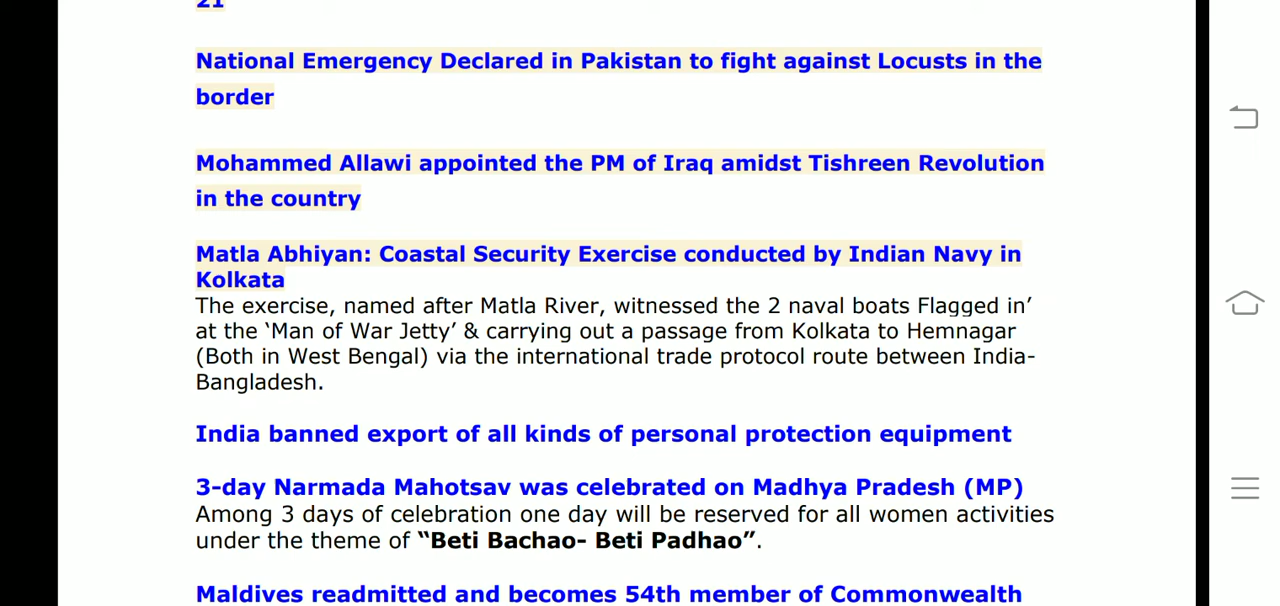 21
National Emergency Declared in Pakistan to fight against Locusts in the
border
Mohammed Allawi appointed the PM of Iraq amidst Tishreen Revolution
in the country
Matla Abhiyan: Coastal Security Exercise conducted by Indian Navy in
Kolkata
The exercise, named after Matla River, witnessed the 2 naval boats Flagged in’
at the ‘Man of War Jetty’ & carrying out a passage from Kolkata to Hemnagar
(Both in West Bengal) via the international trade protocol route between India-
Bangladesh.
India banned export of all kinds of personal protection equipment
3-day Narmada Mahotsav was celebrated on Madhya Pradesh (MP)
Among 3 days of celebration one day will be reserved for all women activities
under the theme of “Beti Bachao- Beti Padhao”.
Maldives readmitted and becomes 54th member of Commonwealth